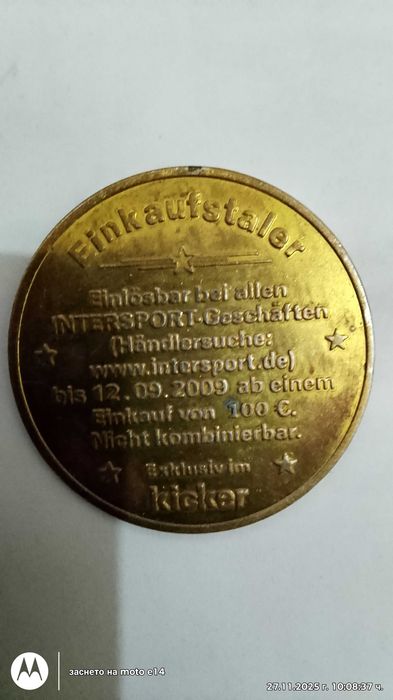 Einkaufstaler
Einlösbar bei allen
INTERSPORT-Geschäften
(Händlersuche:
www.intersport.de)
bis 12.09.2009 ab einem
Einkauf von 100 €.
Nicht kombinierbar.
Exklusiv im
kicker
заснето на moto e14
27.11.2025 г. 10:08:37 ч.